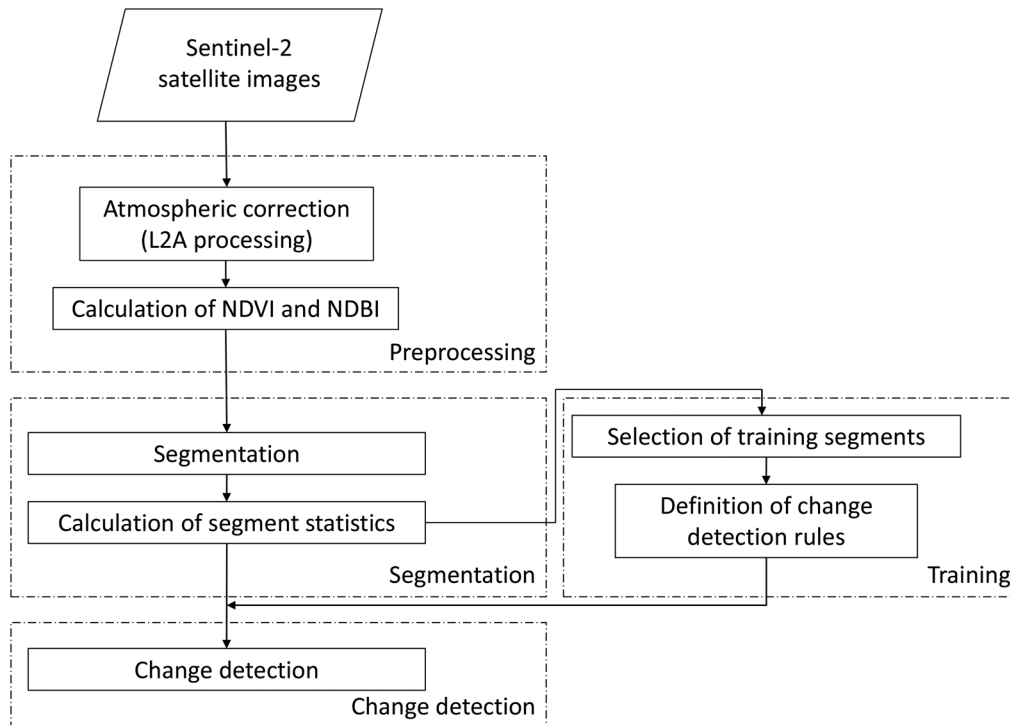 Sentinel-2
satellite images
Atmospheric correction
(L2A processing)
Calculation of NDVI and NDBI
Preprocessing
Segmentation
Calculation of segment statistics
Segmentation
Selection of training segments
Definition of change
detection rules
Training
Change detection
Change detection